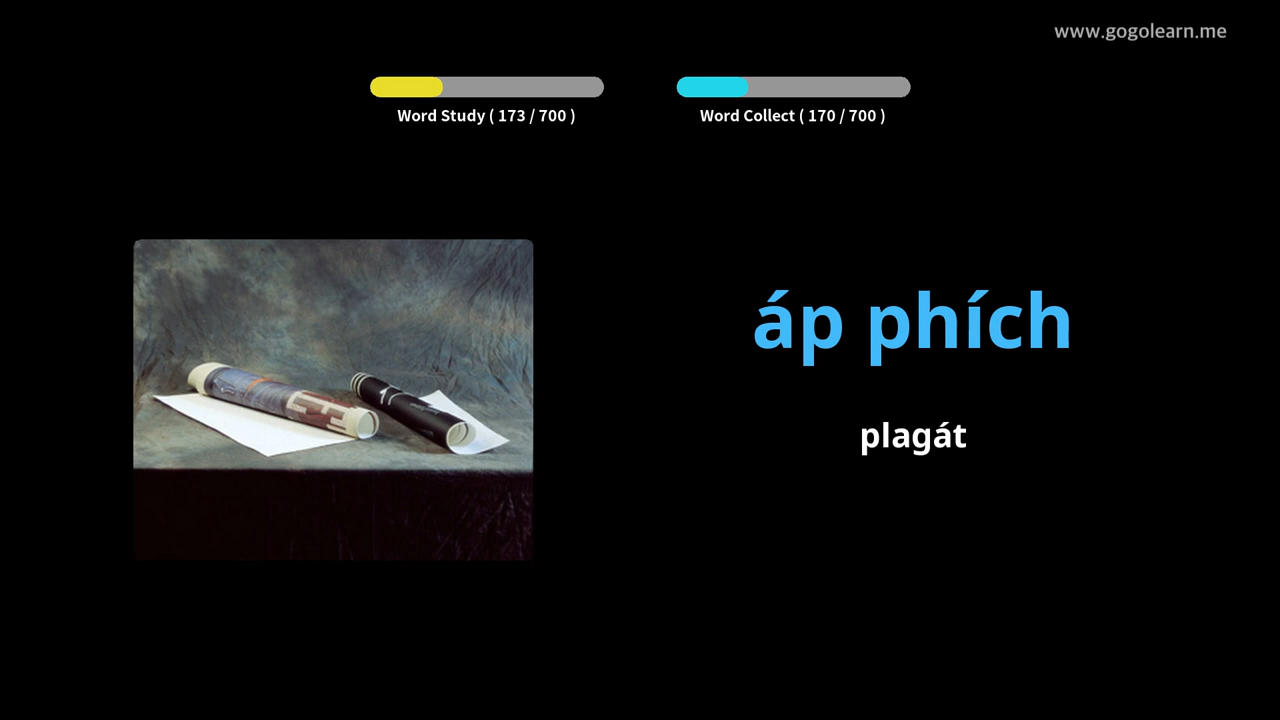 www.gogolearn.me
Word Study ( 173 / 700 )
Word Collect ( 170 / 700 )
áp phích
plagát